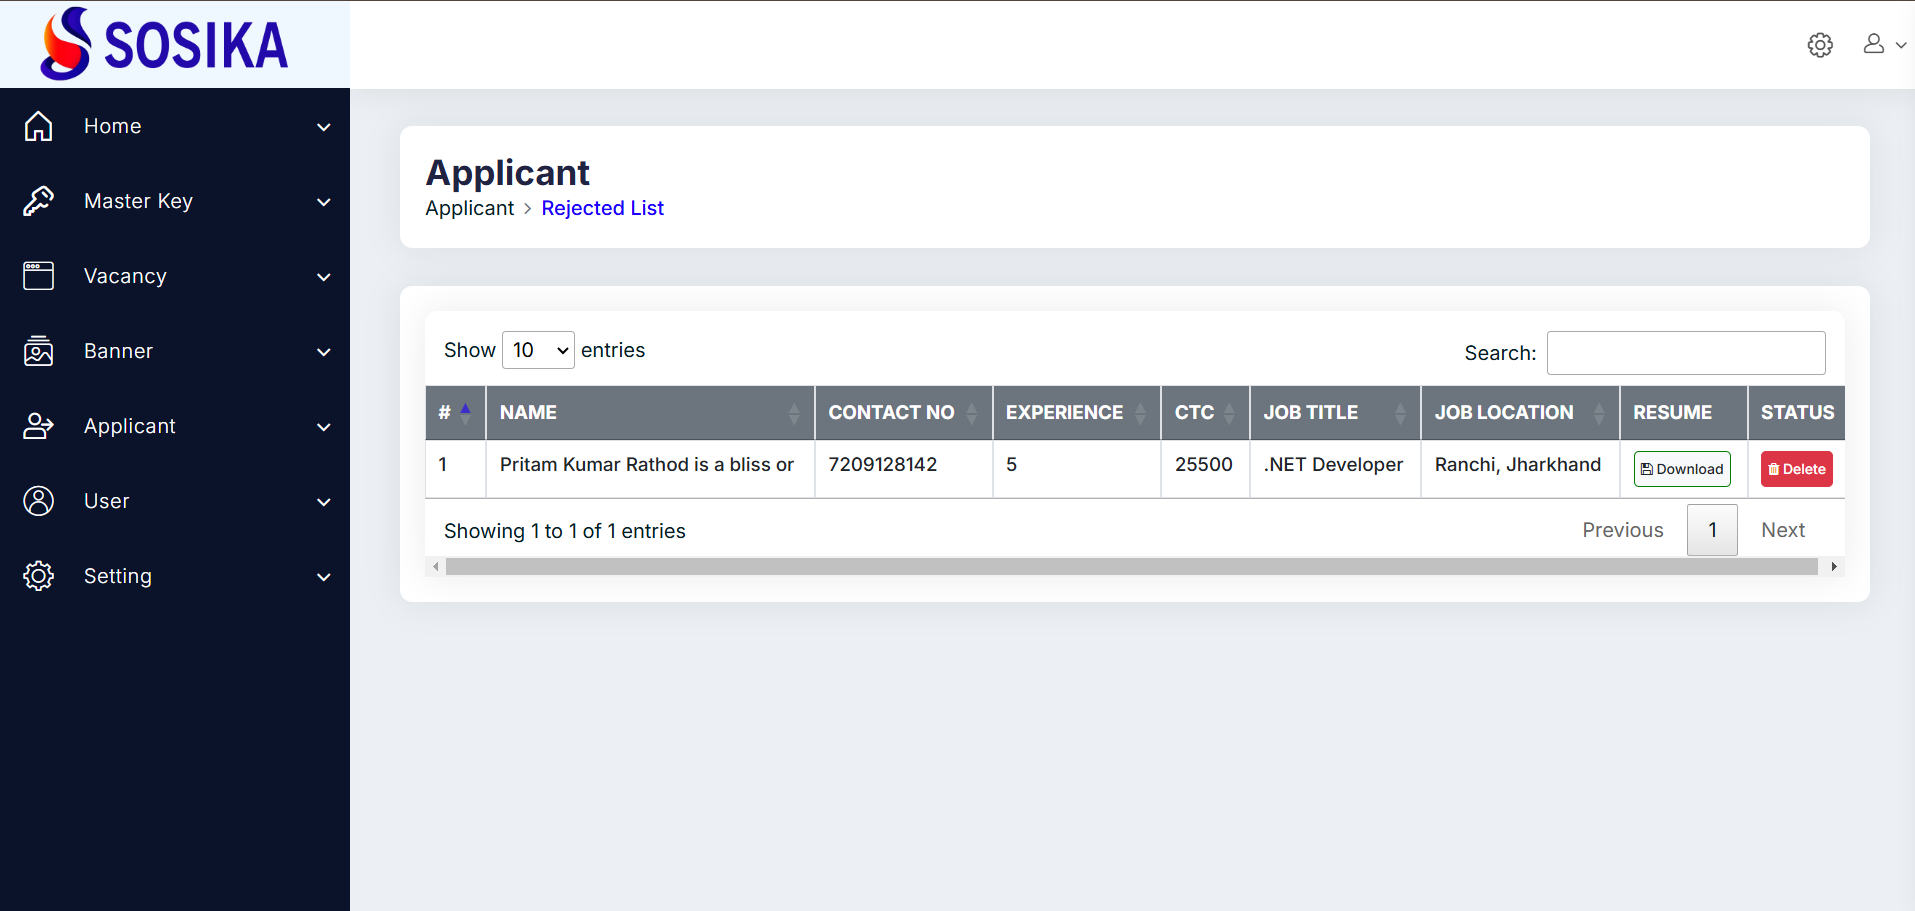 SOSIKA
Home
Master Key
Vacancy
Banner
Applicant
User
Setting
Applicant
Applicant > Rejected List
Show 10 entries Search:
# NAME CONTACT NO EXPERIENCE CTC JOB TITLE JOB LOCATION RESUME STATUS
1 Pritam Kumar Rathod is a bliss or 7209128142 5 25500 .NET Developer Ranchi, Jharkhand Download Delete
Showing 1 to 1 of 1 entries Previous 1 Next